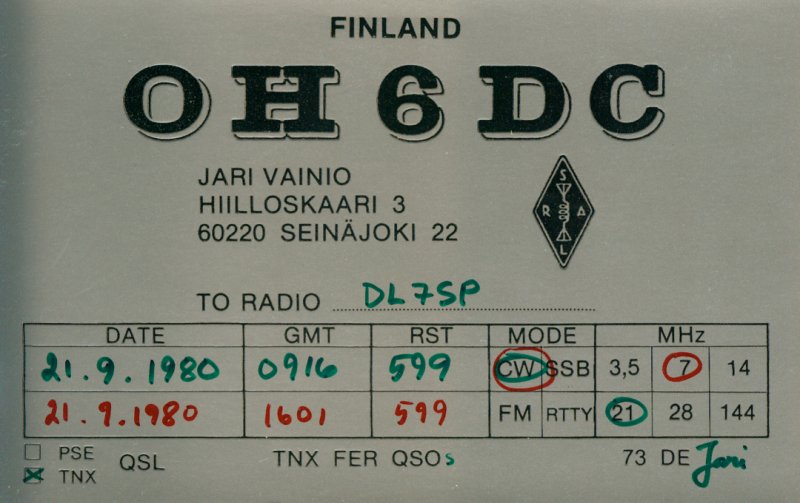 FINLAND
OH6DC
JARI VAINIO
HIILLOSKAARI 3
60220 SEINÄJOKI 22
S R A L
TO RADIO DL7SP
DATE GMT RST MODE MHz
21.9.1980 0916 599 CW SSB 3,5 7 14
21.9.1980 1601 599 FM RTTY 21 28 144
PSE
TNX QSL TNX FER QSOs 73 DE Jari